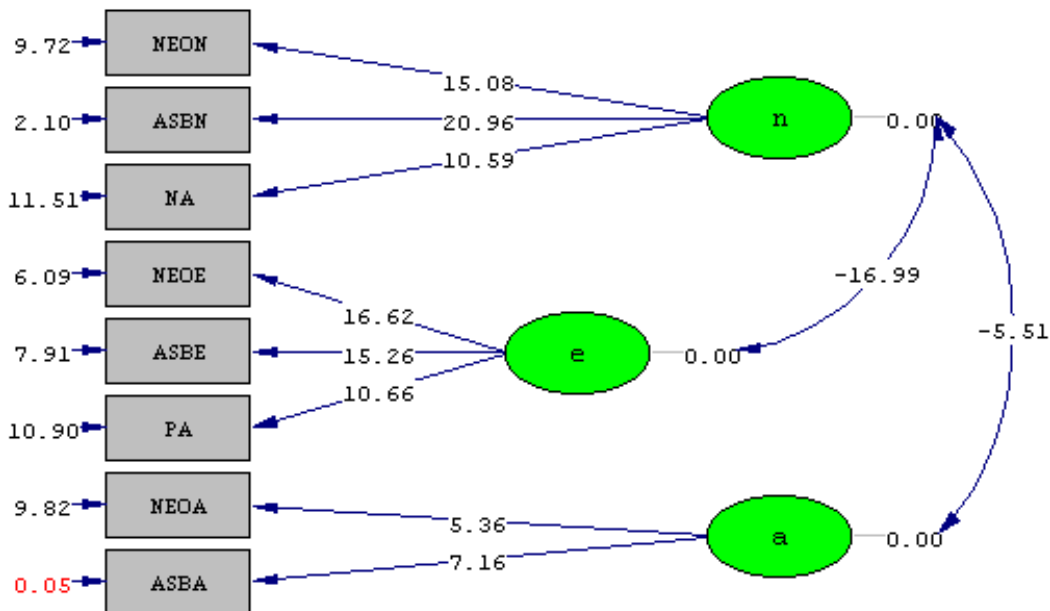 9.72 NEON
15.08
2.10 ASBN 20.96 n 0.00
10.59
11.51 NA
6.09 NEOE
-16.99
16.62
-5.51
7.91 ASBE 15.26 e 0.00
10.66
10.90 PA
9.82 NEOA
5.36
a 0.00
7.16
0.05 ASBA